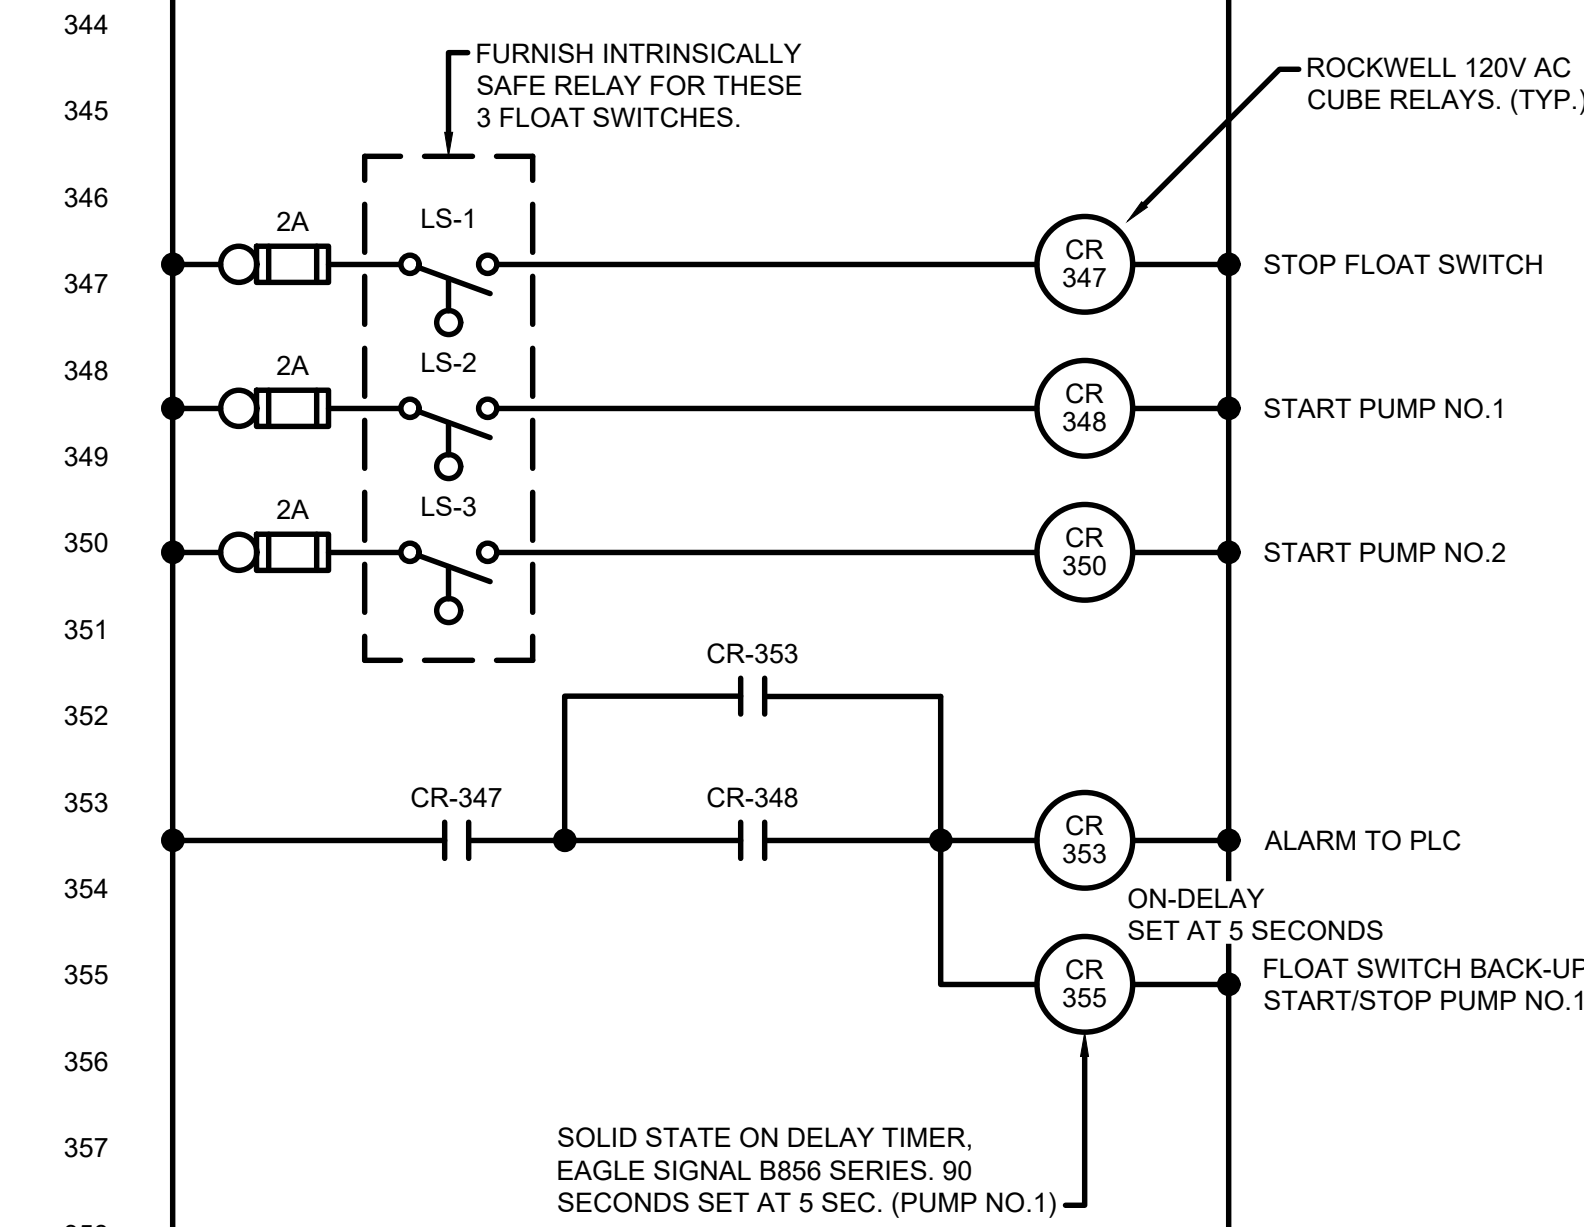 344
FURNISH INTRINSICALLY
SAFE RELAY FOR THESE
3 FLOAT SWITCHES.
ROCKWELL 120V AC
CUBE RELAYS. (TYP.)
345
346
2A
LS-1
CR
347
STOP FLOAT SWITCH
347
2A
LS-2
348
CR
348
START PUMP NO.1
349
2A
LS-3
350
CR
350
START PUMP NO.2
351
CR-353
352
353
CR-347
CR-348
CR
353
ALARM TO PLC
354
ON-DELAY
SET AT 5 SECONDS
355
CR
355
FLOAT SWITCH BACK-UP
START/STOP PUMP NO.1
356
357
SOLID STATE ON DELAY TIMER,
EAGLE SIGNAL B856 SERIES. 90
SECONDS SET AT 5 SEC. (PUMP NO.1)